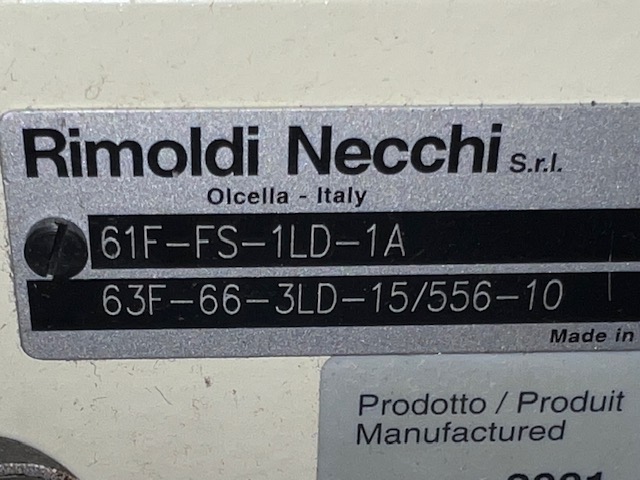 Rimoldi Necchi S.r.l.
Olcella - Italy
61F-FS-1LD-1A
63F-66-3LD-15/556-10
Made in
Prodotto / Produit
Manufactured